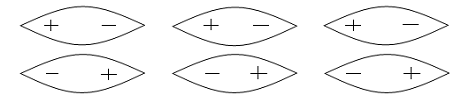 + − + − + −
− + − + − +